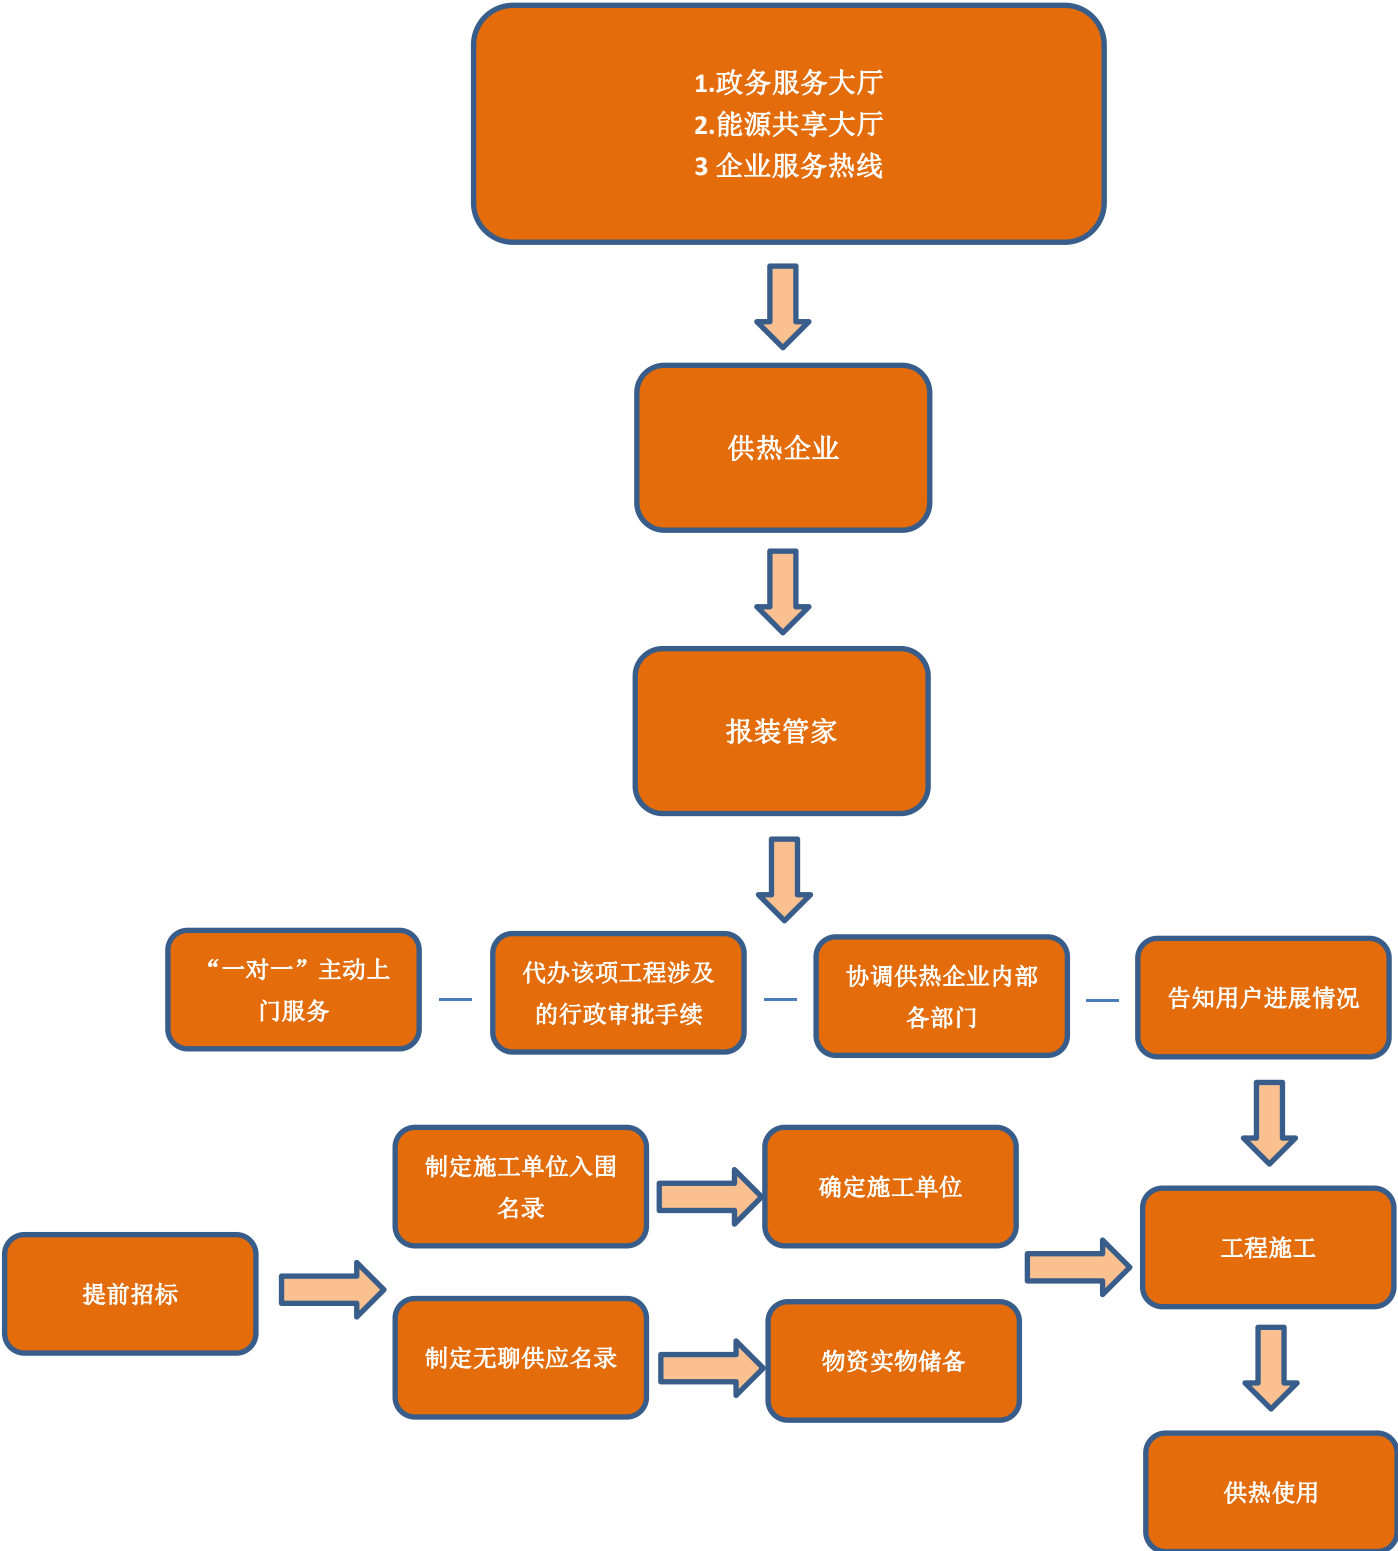 1.政务服务大厅
2.能源共享大厅
3 企业服务热线
供热企业
报装管家
“一对一”主动上
门服务
代办该项工程涉及
的行政审批手续
协调供热企业内部
各部门
告知用户进展情况
制定施工单位入围
名录
确定施工单位
工程施工
提前招标
制定无聊供应名录
物资实物储备
供热使用